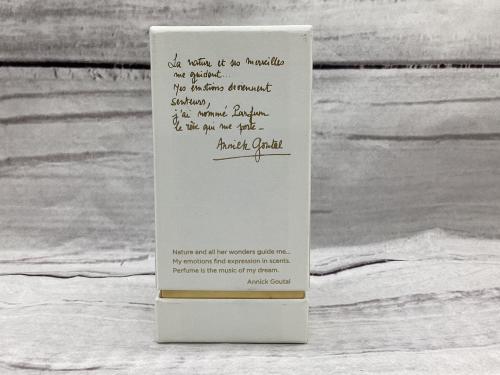 La nature et ses merveilles
me guident...
Mes émotions deviennent
senteurs,
j'ai nommé Parfum
le rêve qui me porte_
Annick Goutal
Nature and all her wonders guide me...
My emotions find expression in scents.
Perfume is the music of my dream.
Annick Goutal